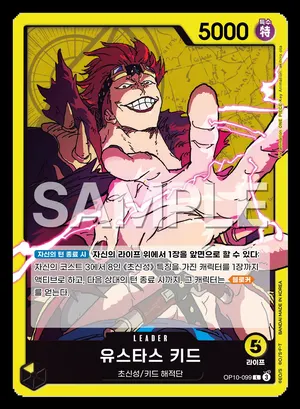 5000
특수
特
SAMPLE
자신의 턴 종료 시 자신의 라이프 위에서 1장을 앞면으로 할 수 있다:
자신의 코스트 3에서 8인 《초신성》 특징을 가진 캐릭터를 1장까지
액티브로 하고, 다음 상대의 턴 종료 시까지, 그 캐릭터는 블로커
를 얻는다.
LEADER
유스타스 키드
초신성/키드 해적단
5
라이프
OP10-099 L
BANDAI MADE IN KOREA